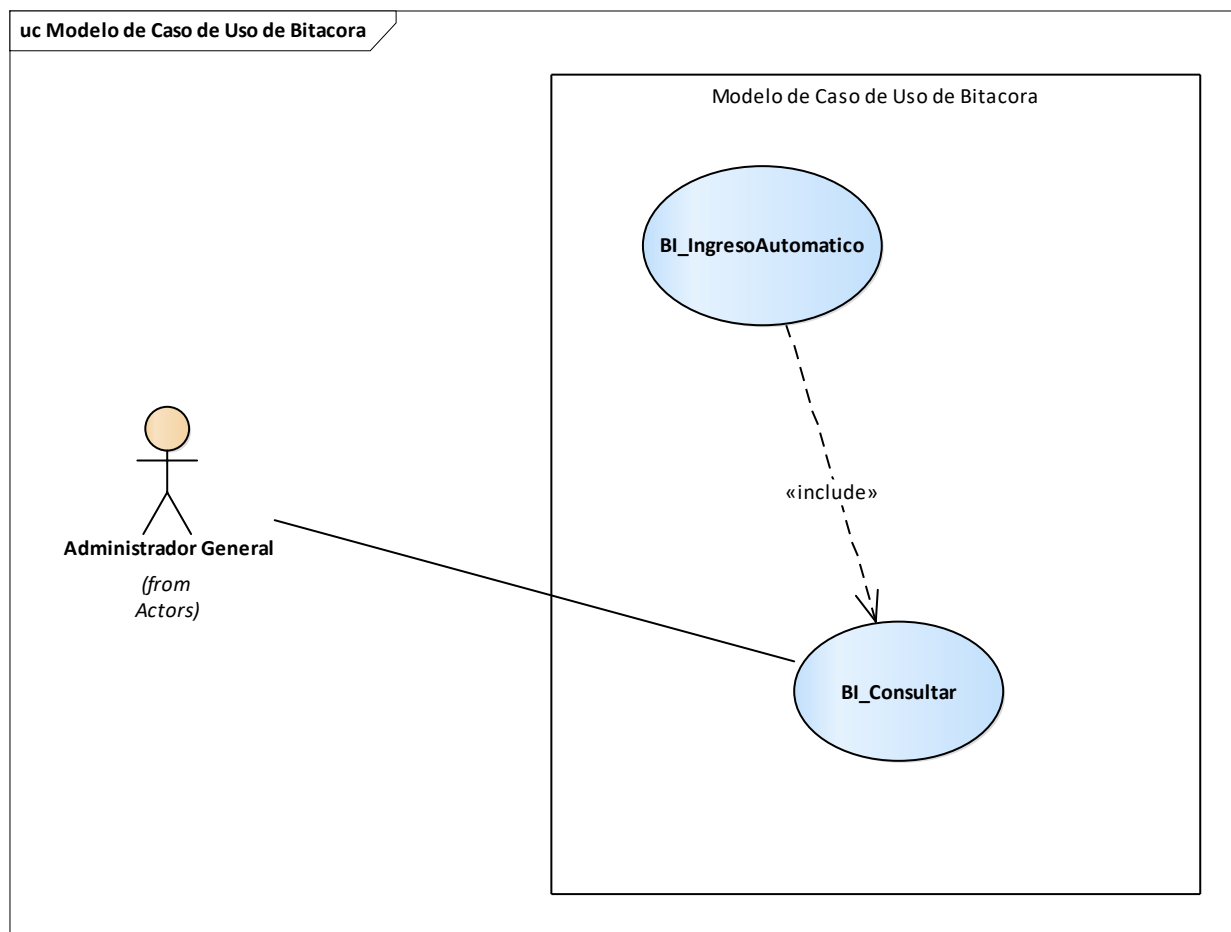 uc Modelo de Caso de Uso de Bitacora
Modelo de Caso de Uso de Bitacora
BI_IngresoAutomatico
«include»
Administrador General
(from
Actors)
BI_Consultar